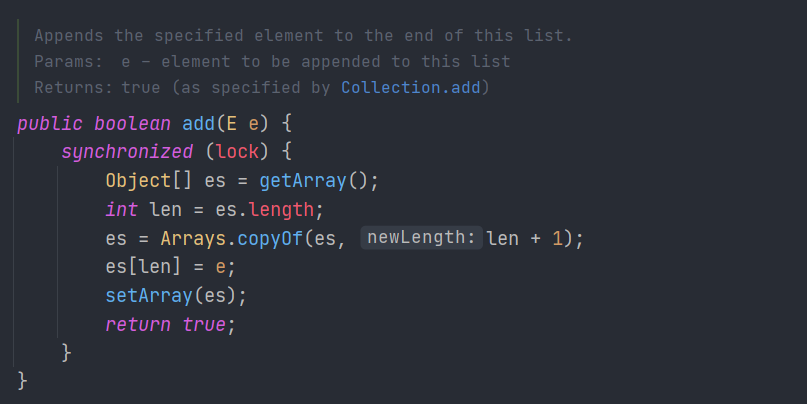 Appends the specified element to the end of this list.
Params: e – element to be appended to this list
Returns: true (as specified by Collection.add)
public boolean add(E e) {
    synchronized (lock) {
        Object[] es = getArray();
        int len = es.length;
        es = Arrays.copyOf(es, newLength: len + 1);
        es[len] = e;
        setArray(es);
        return true;
    }
}